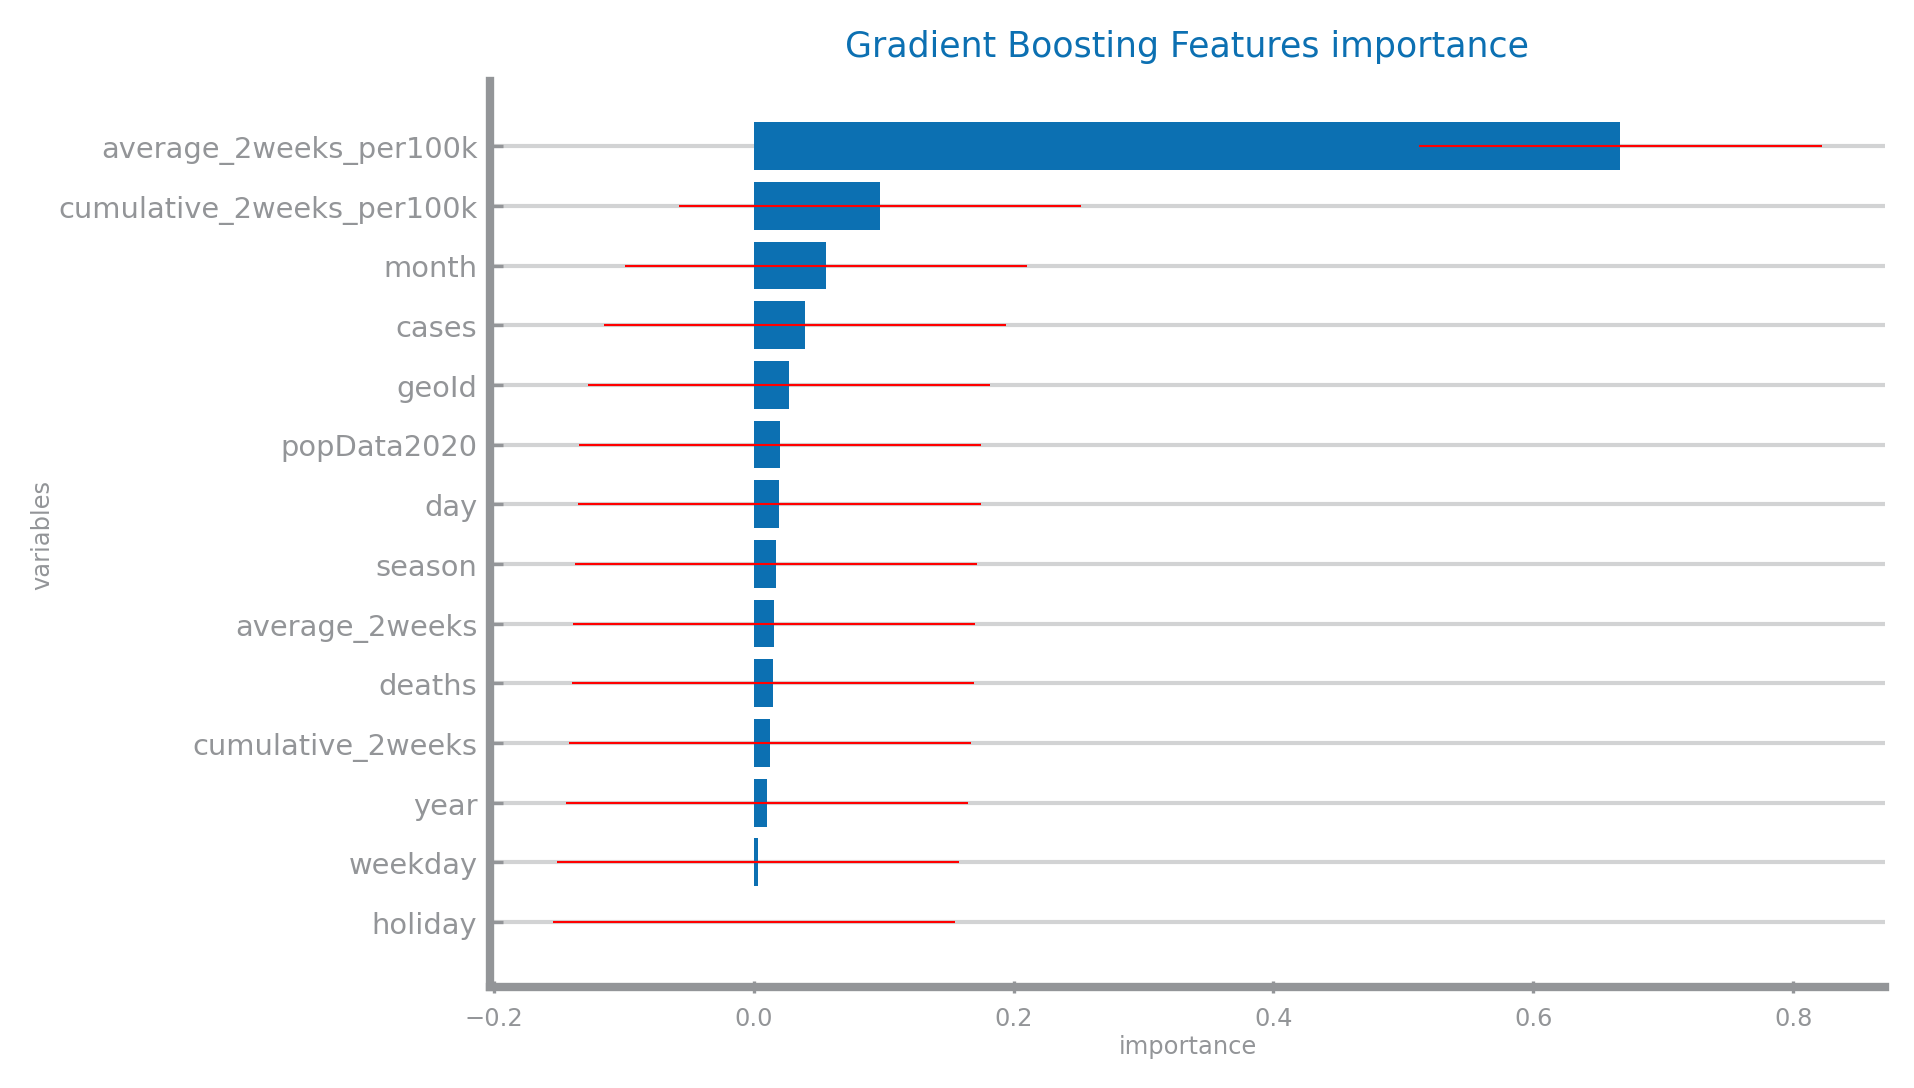 Gradient Boosting Features importance
average_2weeks_per100k
cumulative_2weeks_per100k
month
cases
geoId
popData2020
day
season
average_2weeks
deaths
cumulative_2weeks
year
weekday
holiday
variables
−0.2 0.0 0.2 0.4 0.6 0.8
importance